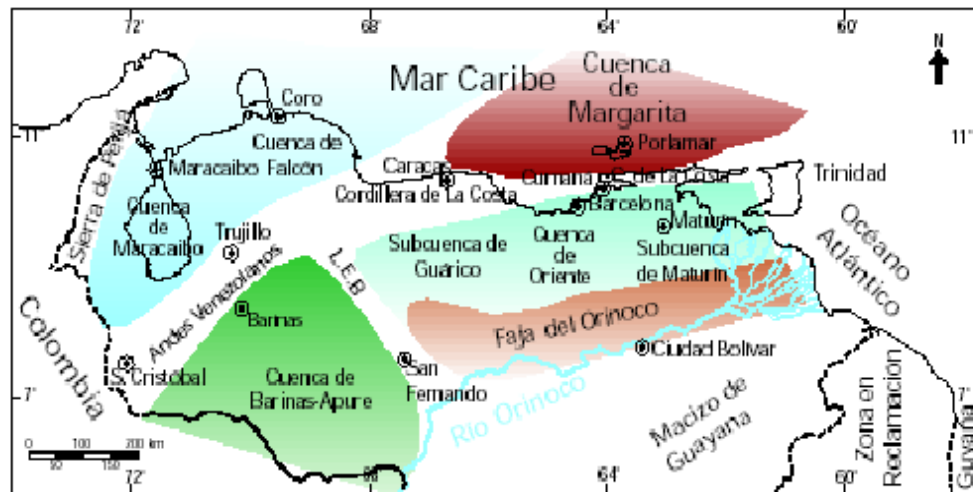 72'
68'
64'
60'
N
Mar Caribe
Cuenca
de
Margarita
Coro
Cuenca de
Falcón
11
11°
Porlamar
Sierra de Perijá
Maracaibo
Caracas
Cordillera de La Costa
Cumaná
C. de La Costa
Trinidad
Cuenca
de
Maracaibo
Trujillo
Barcelona
Maturín
Subcuenca de
Guárico
Cuenca
de
Oriente
Subcuenca
de Maturín
Océano
Atlántico
L.E.B
Andes Venezolanos
Barinas
Faja del Orinoco
Colombia
S. Cristóbal
San
Fernando
Ciudad Bolívar
7'
7°
Cuenca de
Barinas-Apure
Río Orinoco
Macizo de
Guayana
Zona en
Reclamación
Guyana
0 100 200 km
50 150
72
68
64
60